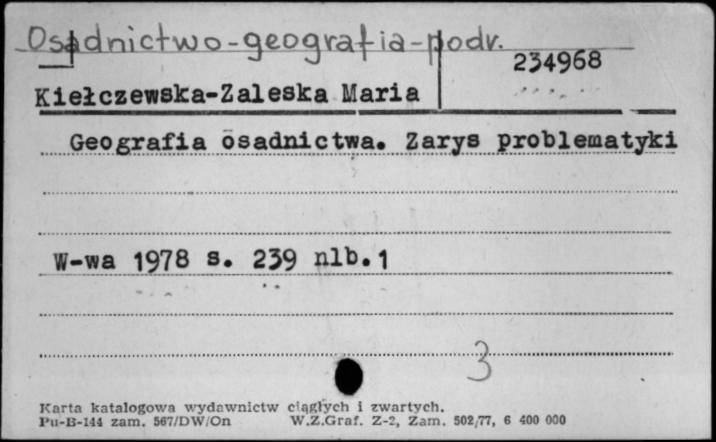 Osadnictwo-geografia-podr.
234968
Kiełczewska-Zaleska Maria
Geografia osadnictwa. Zarys problematyki
W-wa 1978 s. 239 nlb.1
3
Karta katalogowa wydawnictw ciągłych i zwartych.
Pu-B-144 zam. 567/DW/On W.Z.Graf. Z-2, Zam. 502/77, 6 400 000